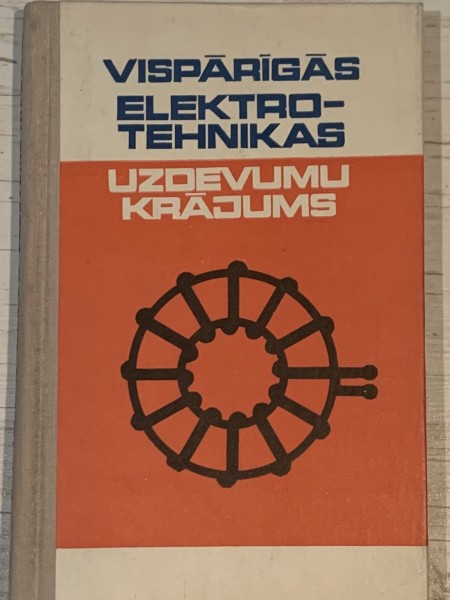 VISPĀRĪGĀS
ELEKTRO-
TEHNIKAS
UZDEVUMU
KRĀJUMS